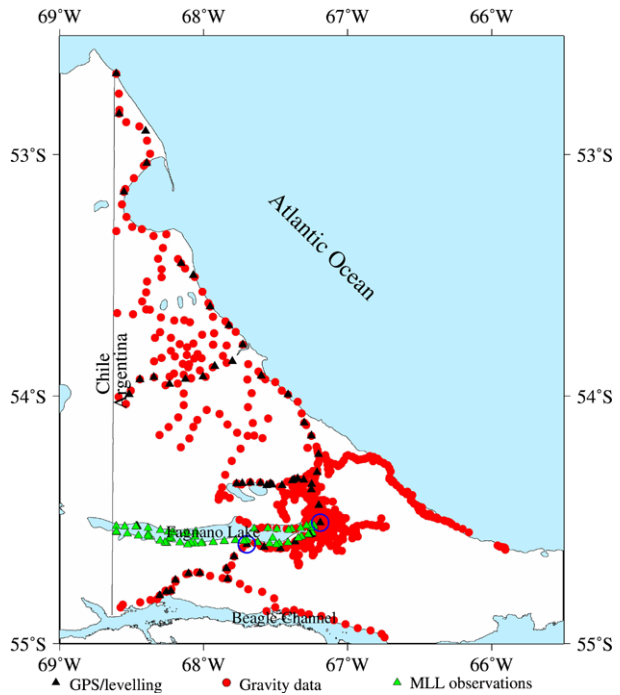 69°W 68°W 67°W 66°W
53°S 53°S
Atlantic Ocean
Chile
Argentina
54°S 54°S
Fagnano Lake
Beagle Channel
55°S 55°S
69°W 68°W 67°W 66°W
GPS/levelling Gravity data MLL observations